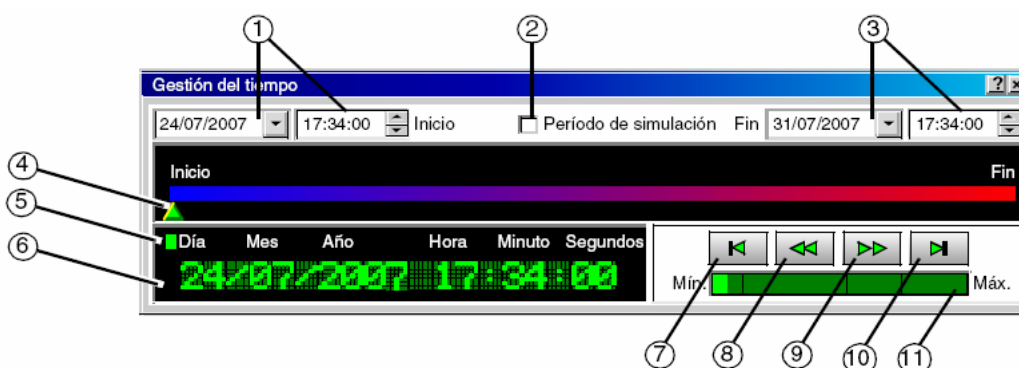 1 2 3
Gestión del tiempo ?
24/07/2007 17:34:00 Inicio Período de simulación Fin 31/07/2007 17:34:00
4 Inicio Fin
5 Día Mes Año Hora Minuto Segundos
6 24/07/2007 17:34:00
Mín. Máx.
7 8 9 10 11